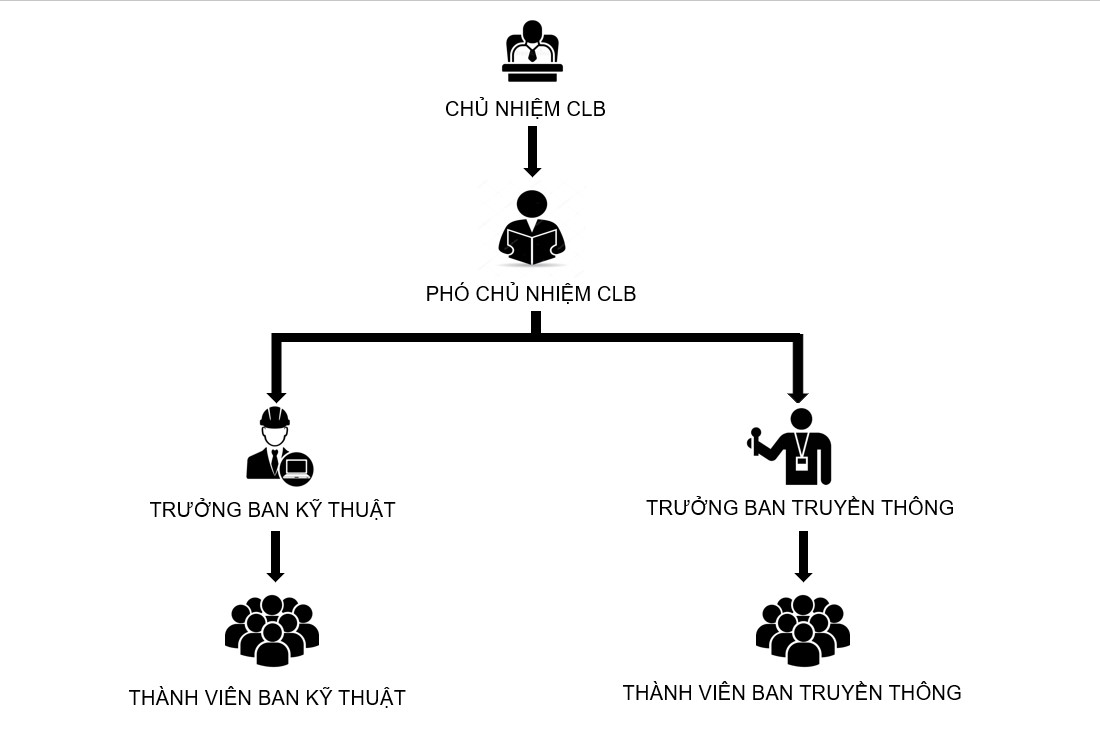 CHỦ NHIỆM CLB
PHÓ CHỦ NHIỆM CLB
TRƯỞNG BAN KỸ THUẬT
TRƯỞNG BAN TRUYỀN THÔNG
THÀNH VIÊN BAN KỸ THUẬT
THÀNH VIÊN BAN TRUYỀN THÔNG